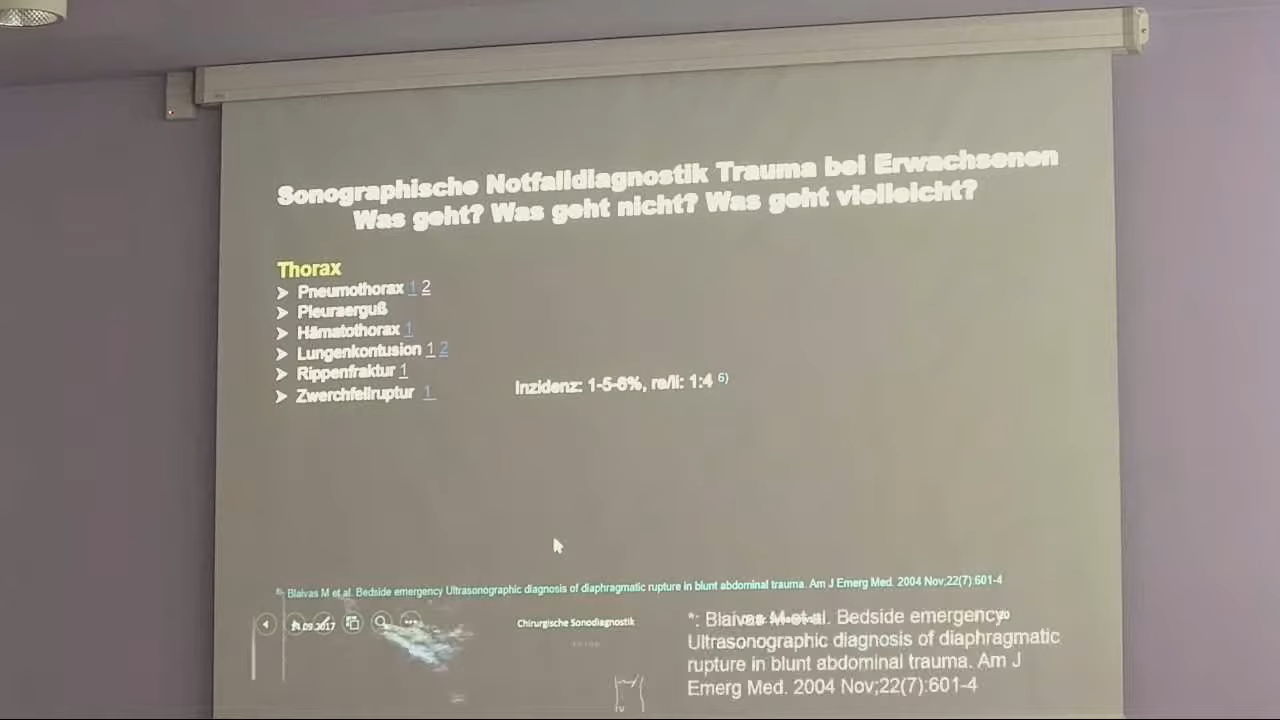 Sonographische Notfalldiagnostik Trauma bei Erwachsenen
Was geht? Was geht nicht? Was geht vielleicht?
Thorax
➢ Pneumothorax 1 2
➢ Pleuraerguß
➢ Hämatothorax 1
➢ Lungenkontusion 1 2
➢ Rippenfraktur 1
➢ Zwerchfellruptur 1
Inzidenz: 1-5-6%, re/li: 1:4 6)
Blaivas M et al. Bedside emergency Ultrasonographic diagnosis of diaphragmatic rupture in blunt abdominal trauma. Am J Emerg Med. 2004 Nov;22(7):601-4
.09.2017
Chirurgische Sonodiagnostik
*: Blaivas M et al. Bedside emergency
Ultrasonographic diagnosis of diaphragmatic
rupture in blunt abdominal trauma. Am J
Emerg Med. 2004 Nov;22(7):601-4